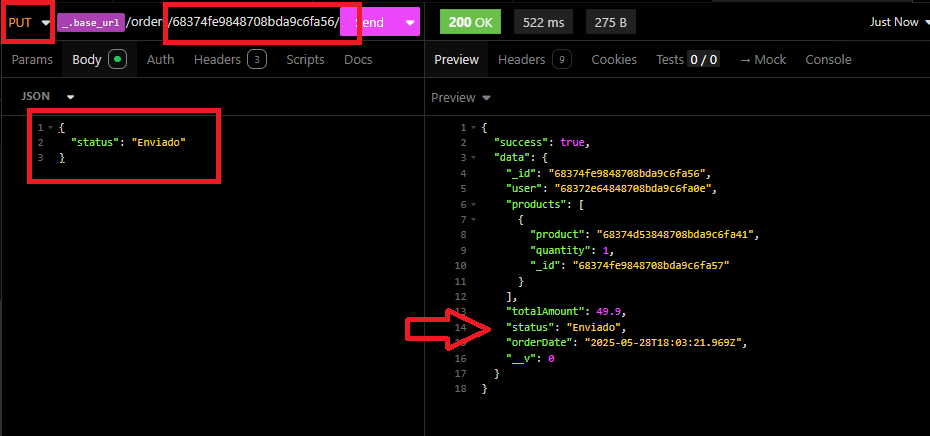 PUT _.base_url /orders/68374fe9848708bda9c6fa56/ Send 200 OK 522 ms 275 B Just Now
Params Body Auth Headers 3 Scripts Docs Preview Headers 9 Cookies Tests 0 / 0 → Mock Console
JSON Preview
1 {
2 "status": "Enviado"
3 }
1 {
2 "success": true,
3 "data": {
4 "_id": "68374fe9848708bda9c6fa56",
5 "user": "68372e64848708bda9c6fa0e",
6 "products": [
7 {
8 "product": "68374d53848708bda9c6fa41",
9 "quantity": 1,
10 "_id": "68374fe9848708bda9c6fa57"
11 }
12 ],
13 "totalAmount": 49.9,
14 "status": "Enviado",
15 "orderDate": "2025-05-28T18:03:21.969Z",
16 "__v": 0
17 }
18 }